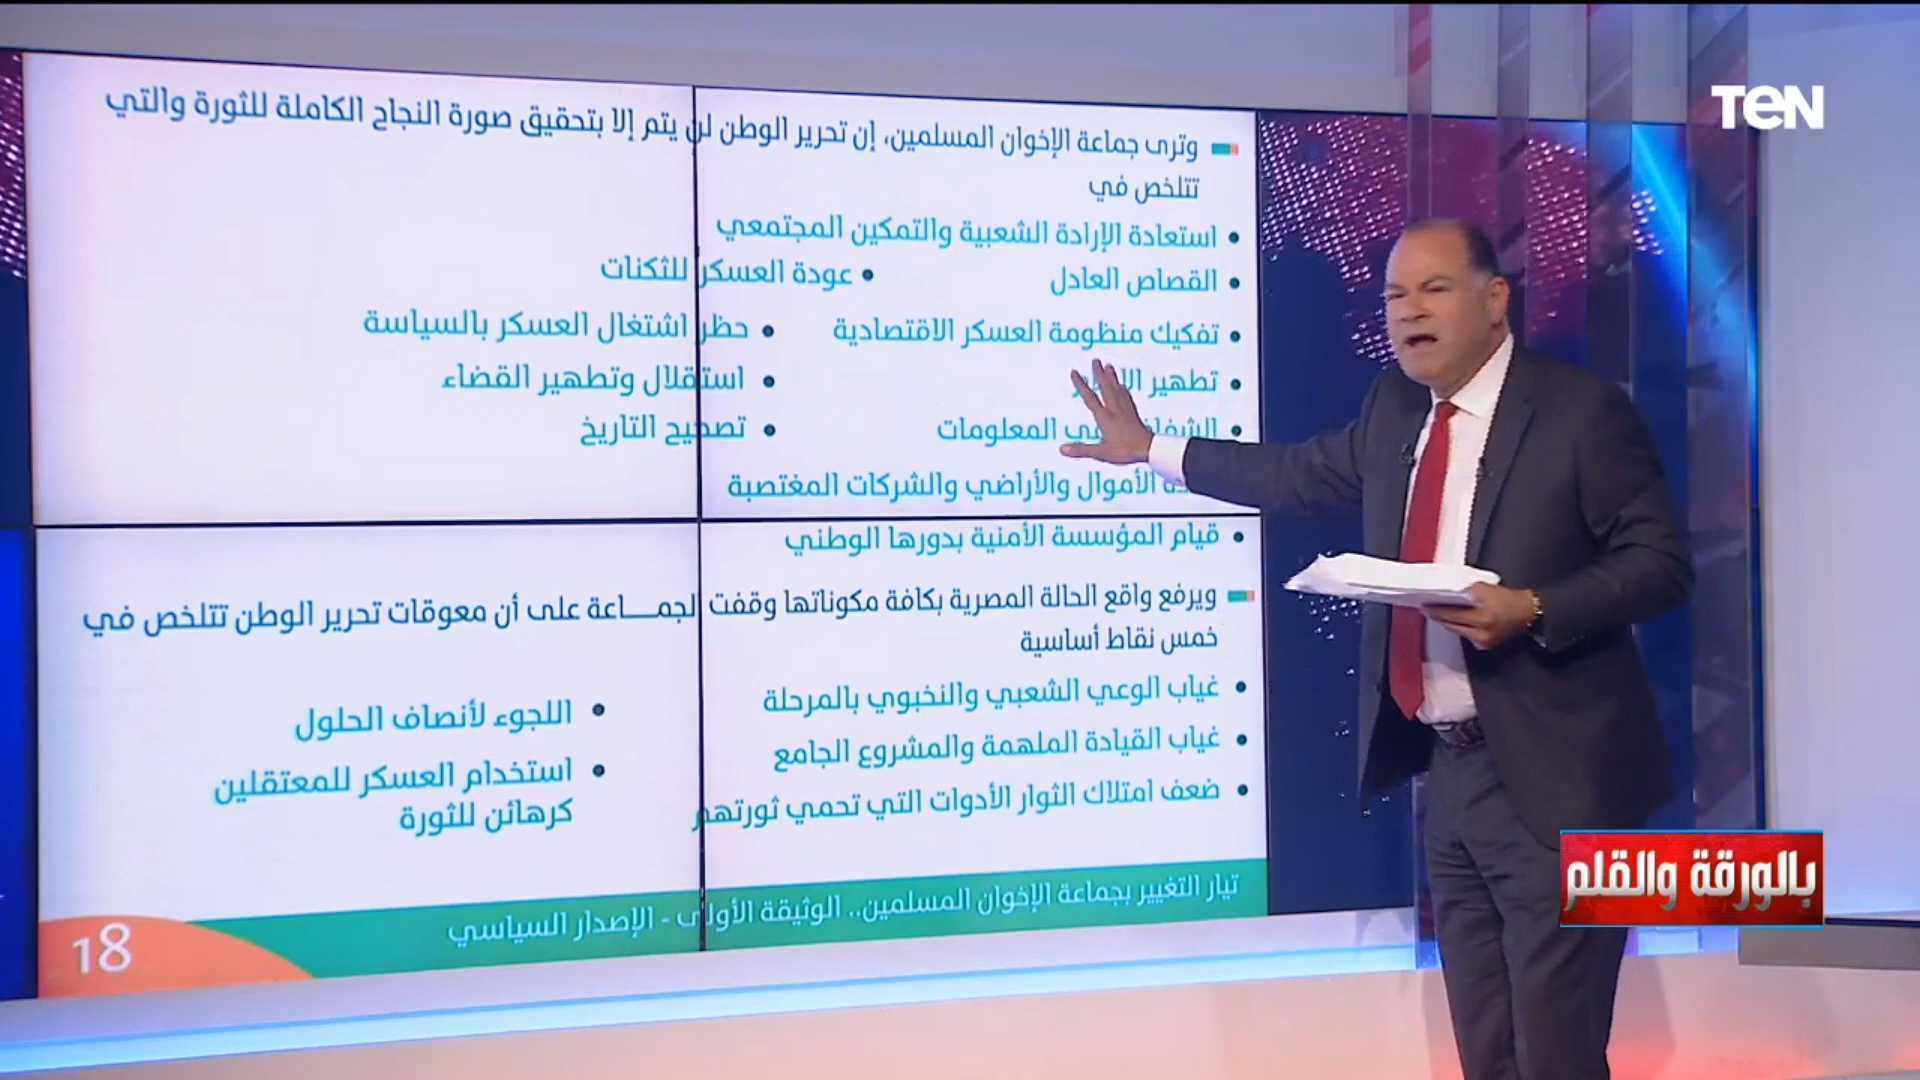 TeN
وترى جماعة الإخوان المسلمين، إن تحرير الوطن لن يتم إلا بتحقيق صورة النجاح الكاملة للثورة والتي
تتلخص في
• استعادة الإرادة الشعبية والتمكين المجتمعي
• القصاص العادل • عودة العسكر للثكنات
• تفكيك منظومة العسكر الاقتصادية • حظر اشتغال العسكر بالسياسة
• تطهير • استقلال وتطهير القضاء
• في المعلومات • تصحيح التاريخ
الأموال والأراضي والشركات المغتصبة
• قيام المؤسسة الأمنية بدورها الوطني
ويرفع واقع الحالة المصرية بكافة مكوناتها وقفت لجمـــاعة على أن معوقات تحرير الوطن تتلخص في
خمس نقاط أساسية
• غياب الوعي الشعبي والنخبوي بالمرحلة
• اللجوء لأنصاف الحلول
• غياب القيادة الملهمة والمشروع الجامع
• استخدام العسكر للمعتقلين
• ضعف امتلاك الثوار الأدوات التي تحمي ثورتهم
كرهائن للثورة
تيار التغيير بجماعة الإخوان المسلمين.. الوثيقة الأولى - الإصدار السياسي
18
بالورقة والقلم